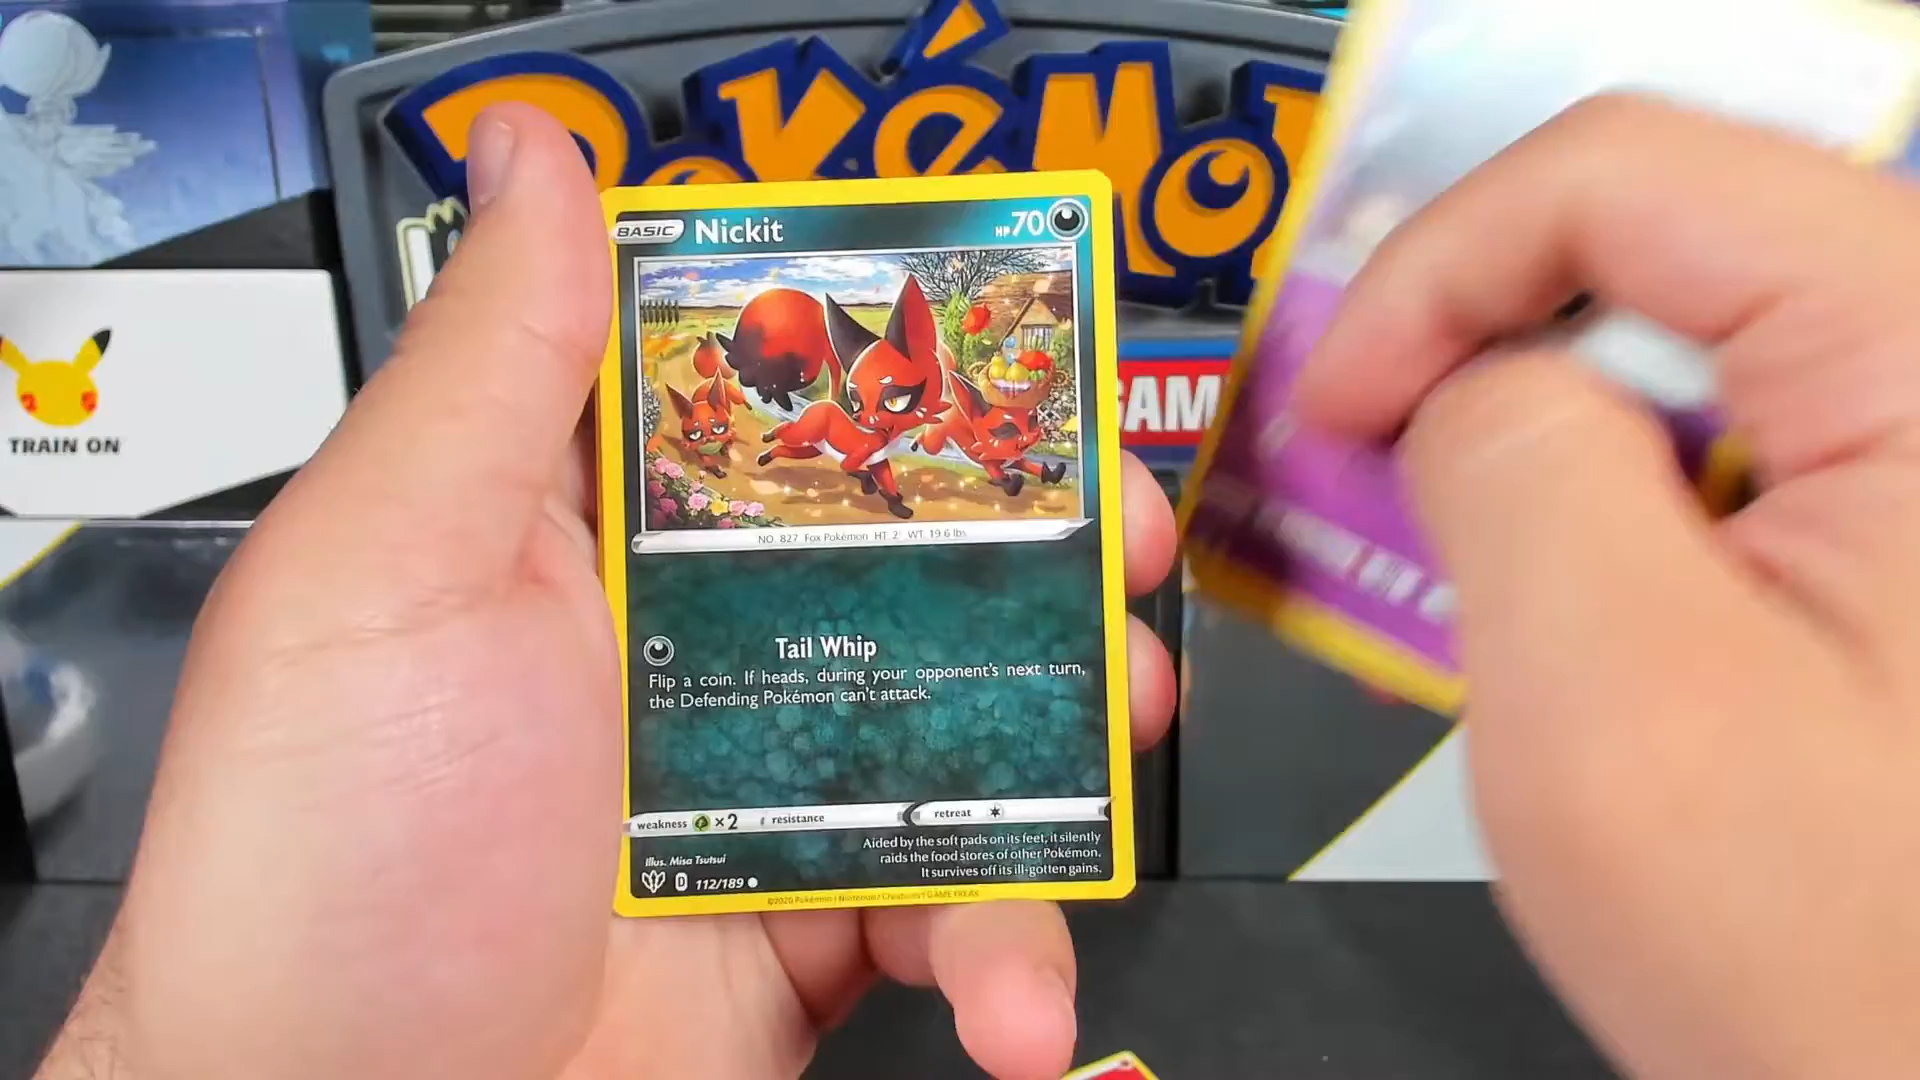 Pokémon
GAM
TRAIN ON
BASIC Nickit HP 70
NO. 827 Fox Pokémon HT 2' WT 19.6 lbs
Tail Whip
Flip a coin. If heads, during your opponent's next turn,
the Defending Pokémon can't attack.
weakness ×2 resistance retreat
Aided by the soft pads on its feet, it silently
raids the food stores of other Pokémon.
It survives off its ill-gotten gains.
Illus. Misa Tsutsui
D 112/189
©2020 Pokémon / Nintendo / Creatures / GAME FREAK